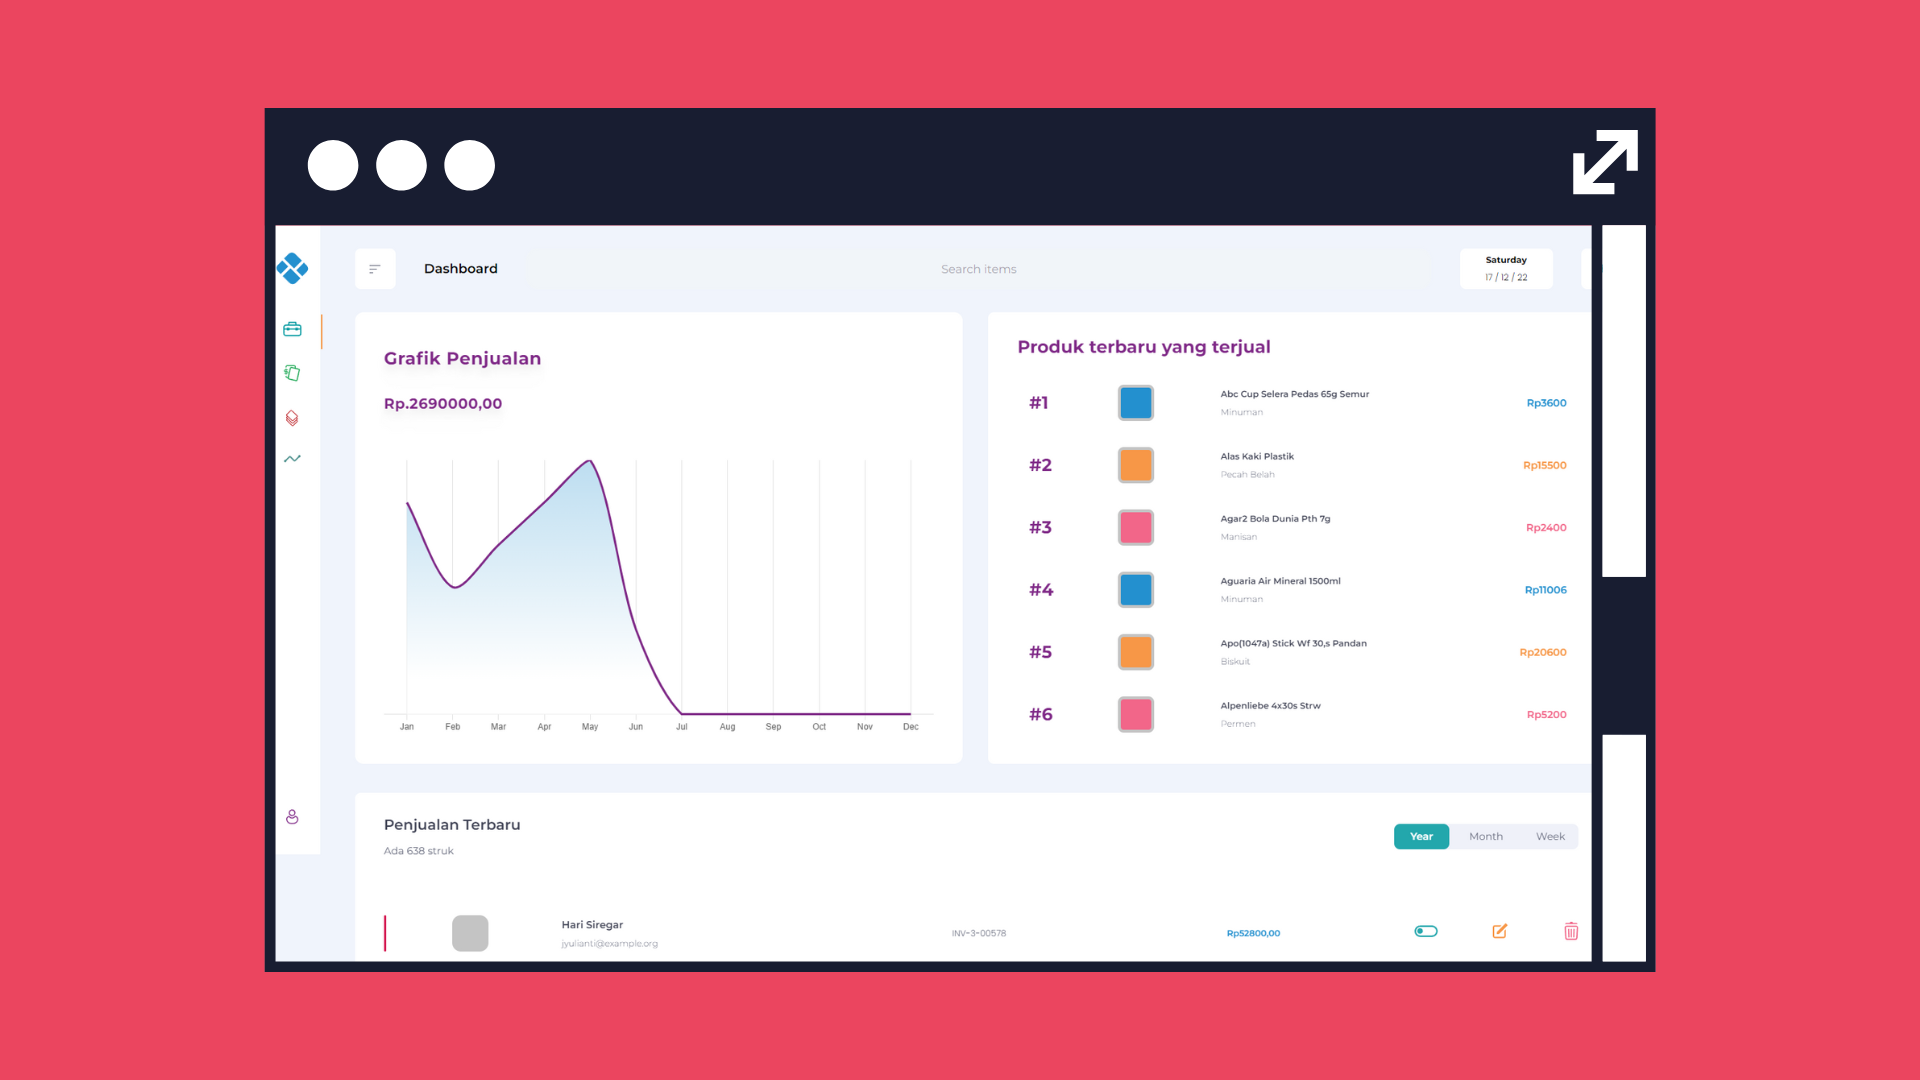 Dashboard
Search items
Saturday
17 / 12 / 22
Grafik Penjualan
Rp.2690000,00
Jan Feb Mar Apr May Jun Jul Aug Sep Oct Nov Dec
Produk terbaru yang terjual
#1
Abc Cup Selera Pedas 65g Semur
Minuman
Rp3600
#2
Alas Kaki Plastik
Pecah Belah
Rp15500
#3
Agar2 Bola Dunia Pth 7g
Manisan
Rp2400
#4
Aguaria Air Mineral 1500ml
Minuman
Rp11006
#5
Apo(1047a) Stick Wf 30,s Pandan
Biskuit
Rp20600
#6
Alpenliebe 4x30s Strw
Permen
Rp5200
Penjualan Terbaru
Ada 638 struk
Year Month Week
Hari Siregar
jyulianti@example.org
INV-3-00578
Rp52800,00